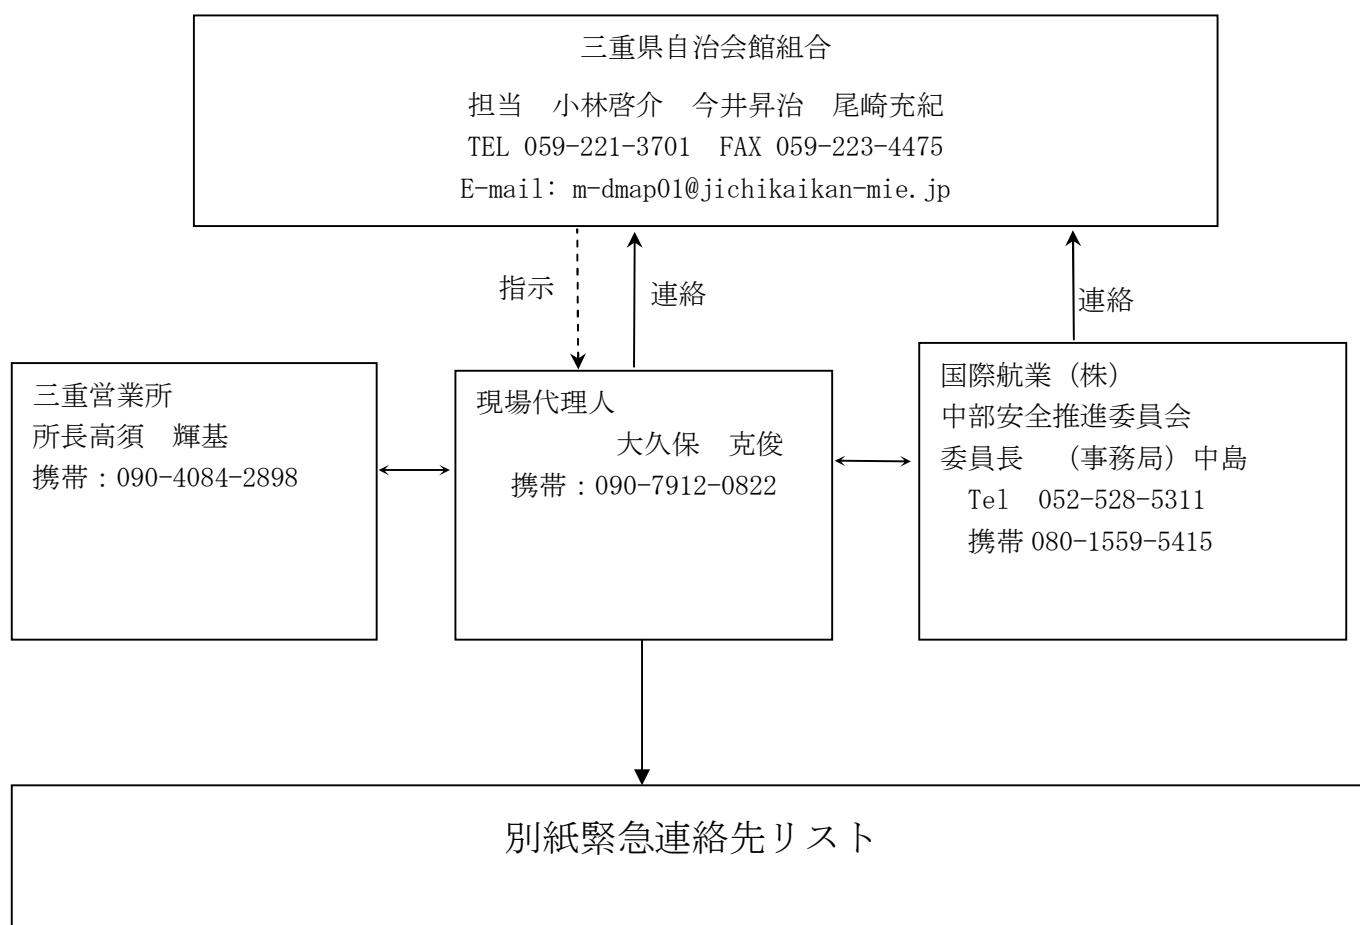 三重県自治会館組合
担当　小林啓介　今井昇治　尾崎充紀
TEL 059-221-3701　FAX 059-223-4475
E-mail: m-dmap01@jichikaikan-mie.jp
指示
連絡
連絡
三重営業所
所長高須　輝基
携帯：090-4084-2898
現場代理人
大久保　克俊
携帯：090-7912-0822
国際航業（株）
中部安全推進委員会
委員長　（事務局）中島
Tel　052-528-5311
携帯 080-1559-5415
別紙緊急連絡先リスト